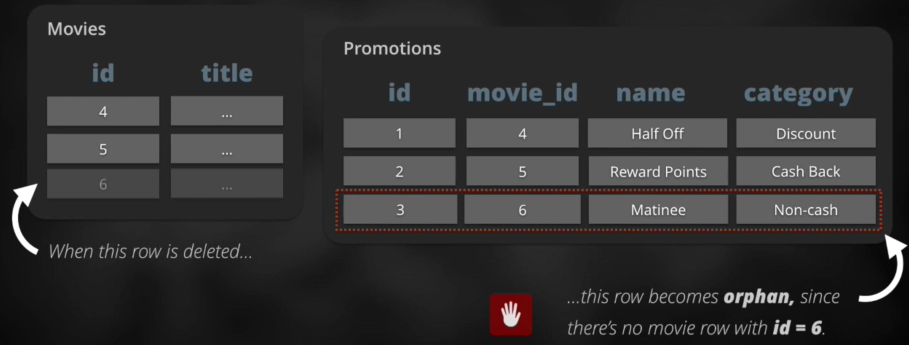 Movies
id title
4 ...
5 ...
6 ...
When this row is deleted...
Promotions
id movie_id name category
1 4 Half Off Discount
2 5 Reward Points Cash Back
3 6 Matinee Non-cash
...this row becomes orphan, since
there's no movie row with id = 6.